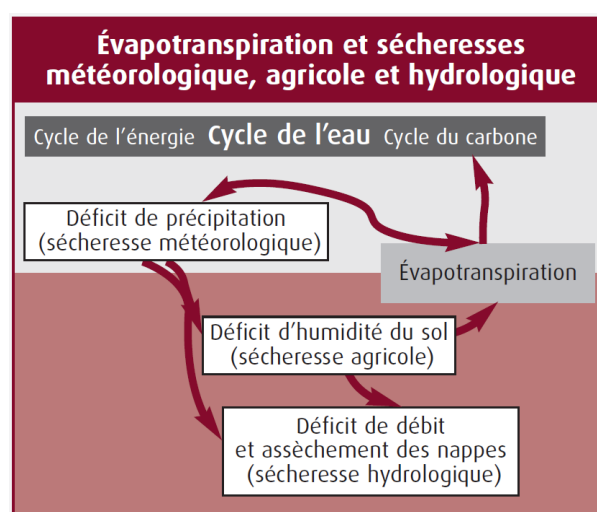 Évapotranspiration et sécheresses
météorologique, agricole et hydrologique
Cycle de l’énergie Cycle de l’eau Cycle du carbone
Déficit de précipitation
(sécheresse météorologique)
Évapotranspiration
Déficit d’humidité du sol
(sécheresse agricole)
Déficit de débit
et assèchement des nappes
(sécheresse hydrologique)